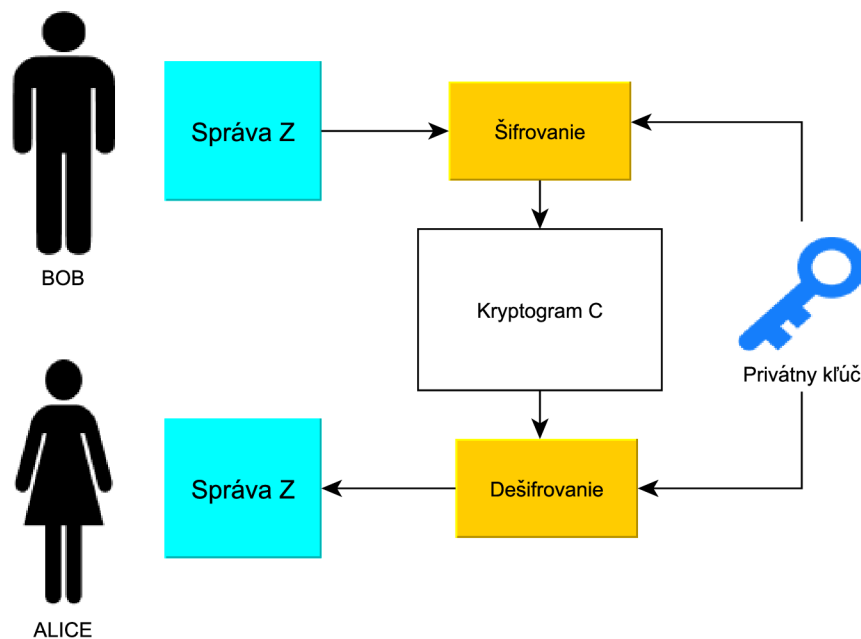 Správa Z
Šifrovanie
BOB
Kryptogram C
Privátny kľúč
Správa Z
Dešifrovanie
ALICE